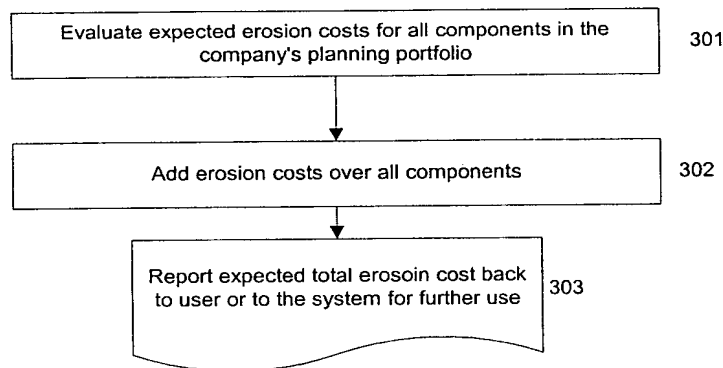 Evaluate expected erosion costs for all components in the
company's planning portfolio
301
Add erosion costs over all components
302
Report expected total erosoin cost back
to user or to the system for further use
303